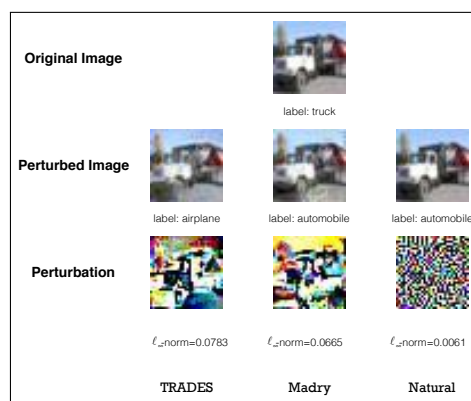 Original Image
label: truck
Perturbed Image
label: airplane label: automobile label: automobile
Perturbation
ℓ∞-norm=0.0783 ℓ∞-norm=0.0665 ℓ∞-norm=0.0061
TRADES Madry Natural